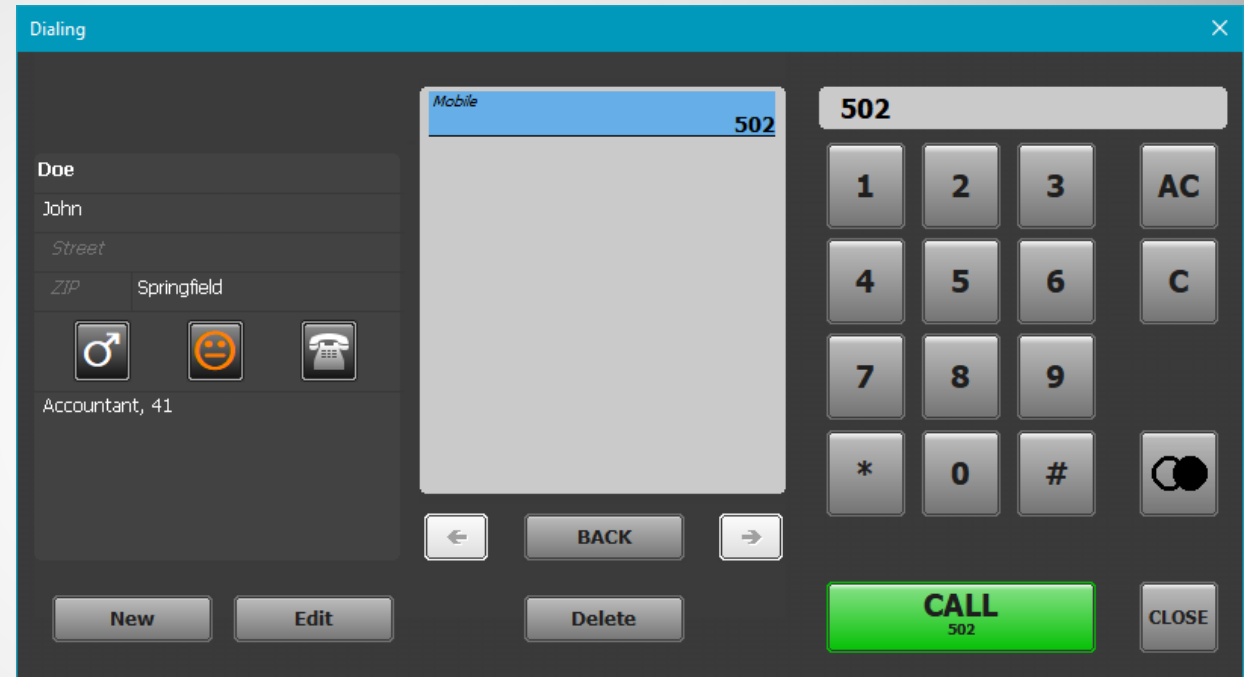 Dialing
Doe
John
Street
ZIP Springfield
Accountant, 41
New Edit
Mobile
502
BACK
Delete
502
1 2 3 AC
4 5 6 C
7 8 9
* 0 #
CALL
502
CLOSE